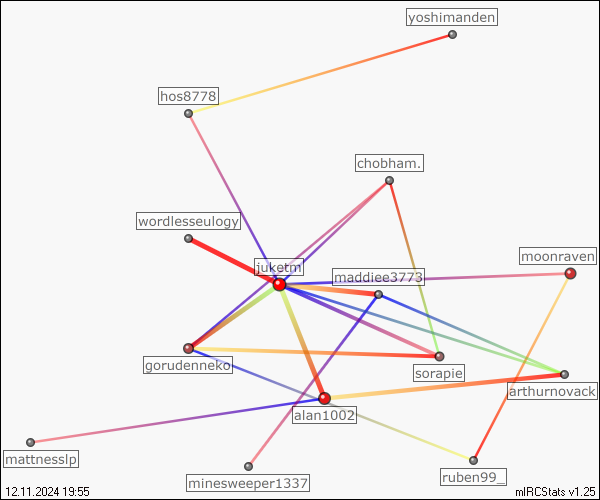 yoshimanden
hos8778
chobham.
wordlesseulogy
moonraven
juketm
maddiee3773
gorudenneko
sorapie
arthurnovack
alan1002
mattnesslp
minesweeper1337
ruben99_
12.11.2024 19:55
mIRCStats v1.25